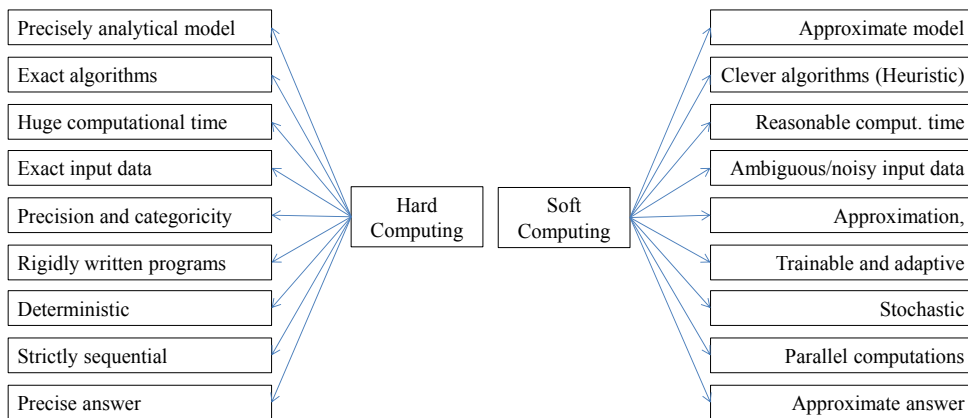 Precisely analytical model
Exact algorithms
Huge computational time
Exact input data
Precision and categoricity
Rigidly written programs
Deterministic
Strictly sequential
Precise answer
Hard
Computing
Soft
Computing
Approximate model
Clever algorithms (Heuristic)
Reasonable comput. time
Ambiguous/noisy input data
Approximation,
Trainable and adaptive
Stochastic
Parallel computations
Approximate answer